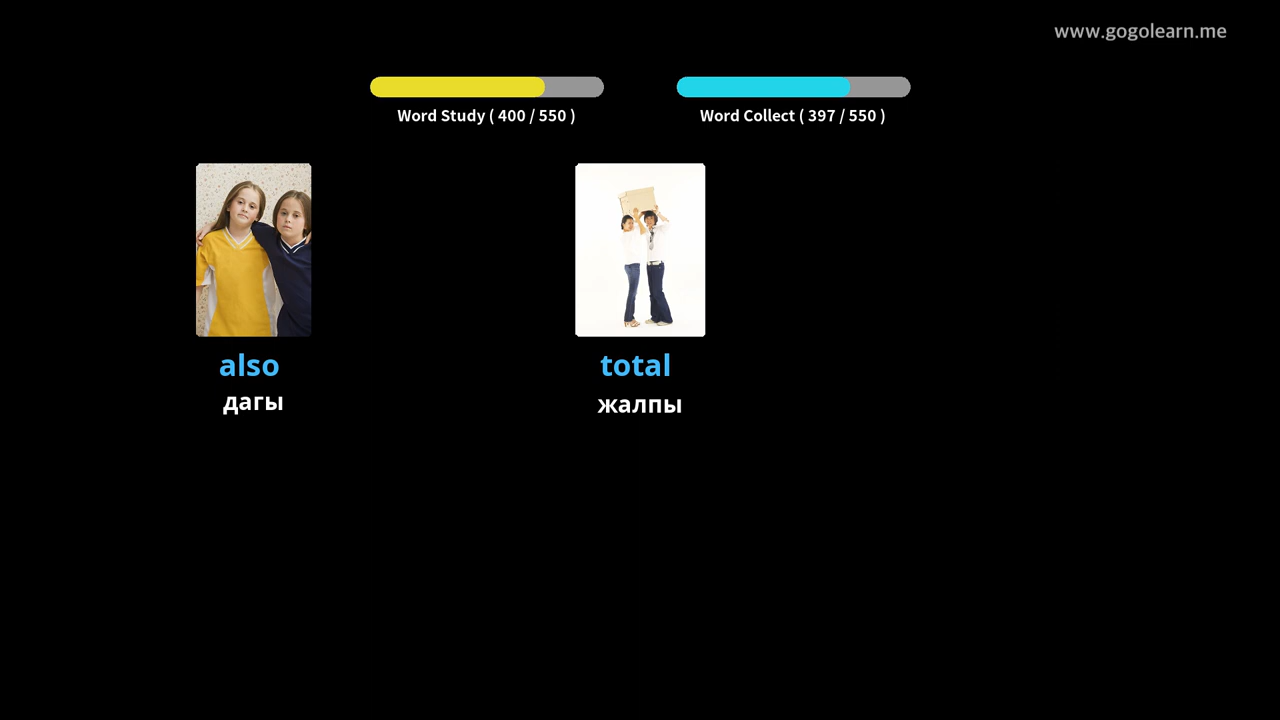 www.gogolearn.me
Word Study ( 400 / 550 )
Word Collect ( 397 / 550 )
also
дагы
total
жалпы